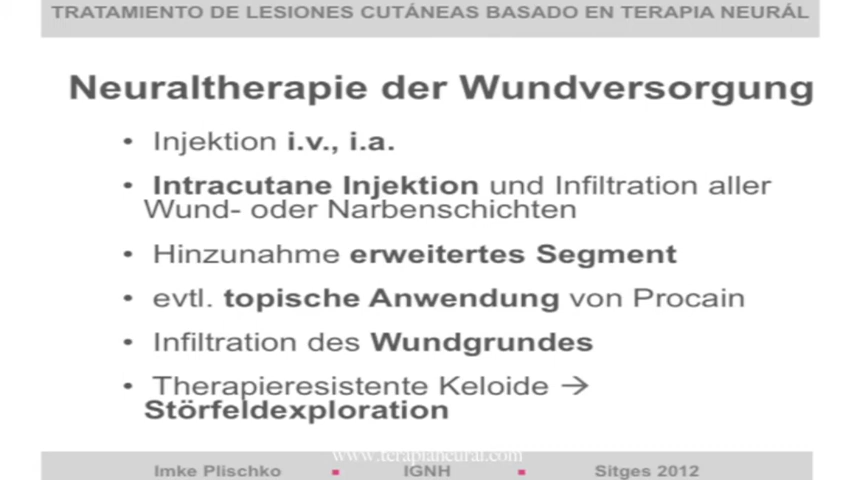 TRATAMIENTO DE LESIONES CUTÁNEAS BASADO EN TERAPIA NEURÁL
Neuraltherapie der Wundversorgung
• Injektion i.v., i.a.
• Intracutane Injektion und Infiltration aller
Wund- oder Narbenschichten
• Hinzunahme erweitertes Segment
• evtl. topische Anwendung von Procain
• Infiltration des Wundgrundes
• Therapieresistente Keloide →
Störfeldexploration
www.terapianeural.com
Imke Plischko ▪ IGNH ▪ Sitges 2012